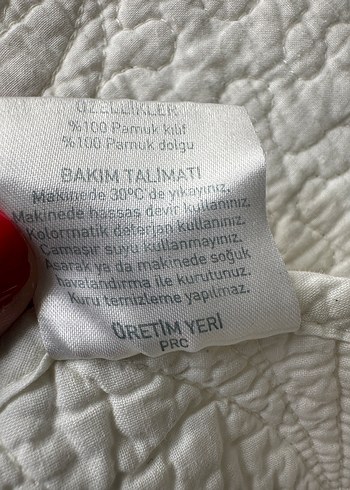 ÖZELLİKLER
%100 Pamuk kılıf
%100 Pamuk dolgu
BAKIM TALİMATI
Makinede 30°C'de yıkayınız.
Makinede hassas devir kullanınız.
Kolormatik deterjan kullanınız.
Çamaşır suyu kullanmayınız.
Asarak ya da makinede soğuk
havalandırma ile kurutunuz.
Kuru temizleme yapılmaz.
ÜRETİM YERİ
PRC